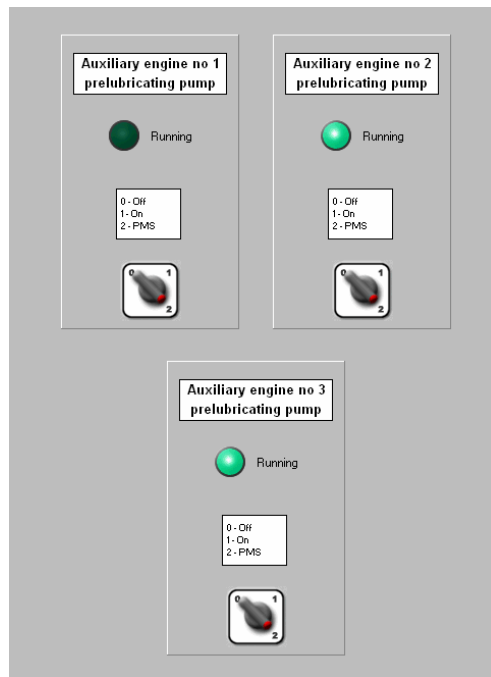 Auxiliary engine no 1
prelubricating pump
Running
0 - Off
1 - On
2 - PMS
0 1
2
Auxiliary engine no 2
prelubricating pump
Running
0 - Off
1 - On
2 - PMS
0 1
2
Auxiliary engine no 3
prelubricating pump
Running
0 - Off
1 - On
2 - PMS
0 1
2